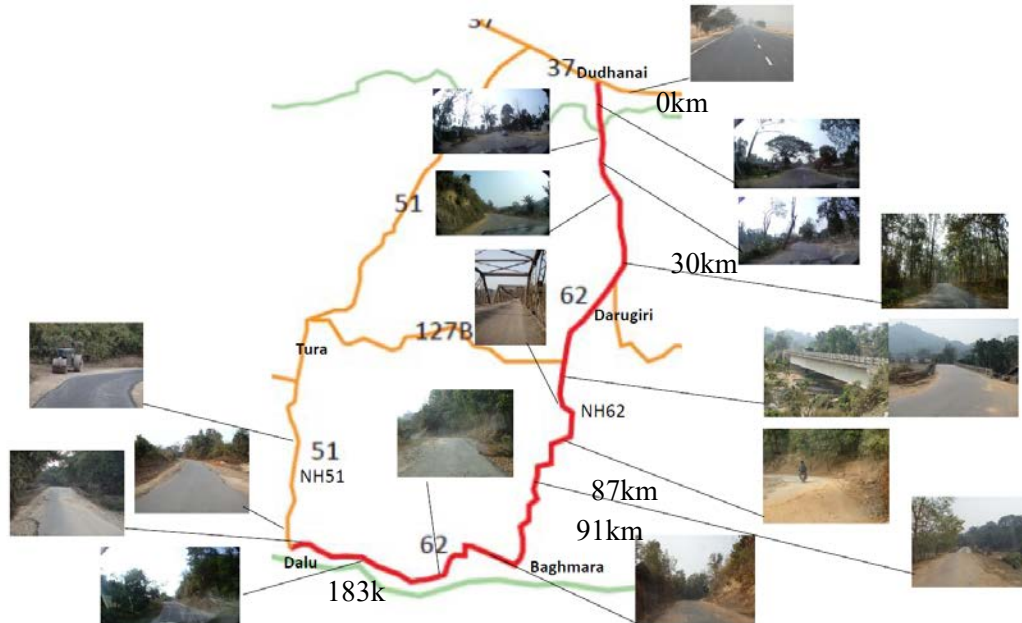 37
37
Dudhanai
0km
51
30km
62
Darugiri
127B
Tura
NH62
51
NH51
87km
91km
62
Baghmara
Dalu
183k